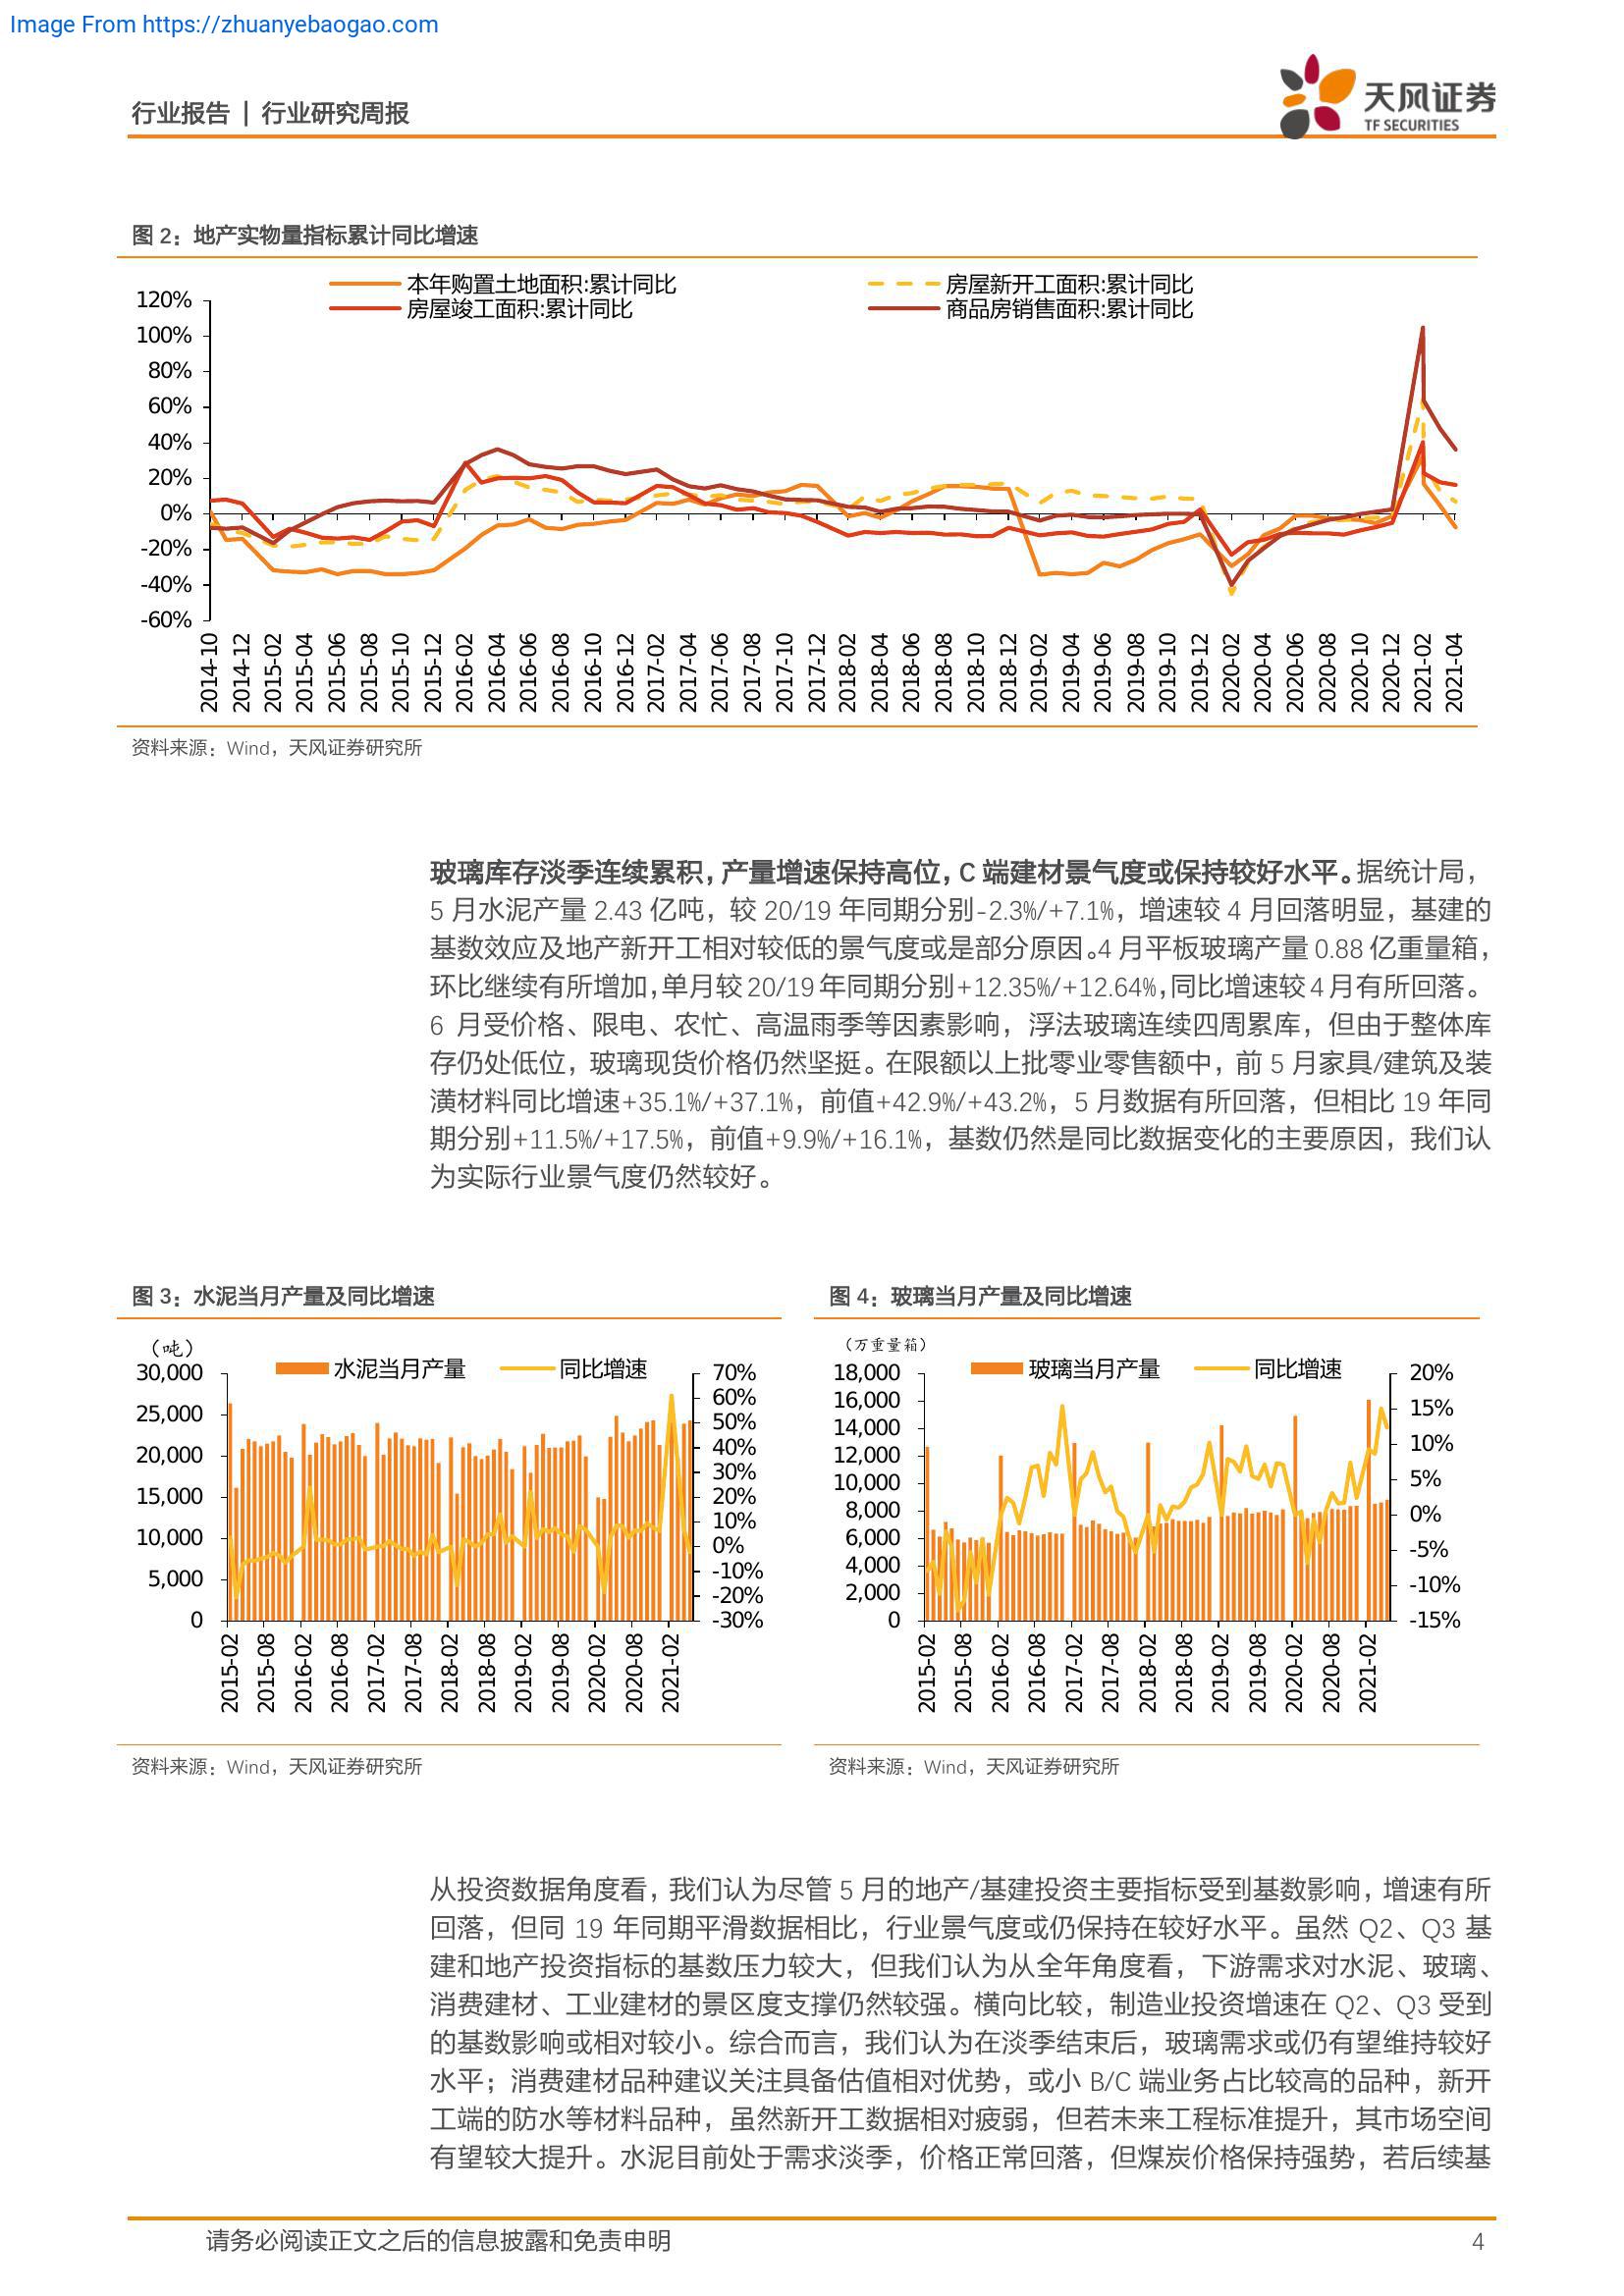 Image From https://zhuanyebaogao.com
行业报告 | 行业研究周报
天风证券
TF SECURITIES
图 2：地产实物量指标累计同比增速
本年购置土地面积:累计同比
房屋新开工面积:累计同比
房屋竣工面积:累计同比
商品房销售面积:累计同比
120%
100%
80%
60%
40%
20%
0%
-20%
-40%
-60%
2014-10
2014-12
2015-02
2015-04
2015-06
2015-08
2015-10
2015-12
2016-02
2016-04
2016-06
2016-08
2016-10
2016-12
2017-02
2017-04
2017-06
2017-08
2017-10
2017-12
2018-02
2018-04
2018-06
2018-08
2018-10
2018-12
2019-02
2019-04
2019-06
2019-08
2019-10
2019-12
2020-02
2020-04
2020-06
2020-08
2020-10
2020-12
2021-02
2021-04
资料来源：Wind，天风证券研究所
玻璃库存淡季连续累积，产量增速保持高位，C 端建材景气度或保持较好水平。据统计局，
5 月水泥产量 2.43 亿吨，较 20/19 年同期分别-2.3%/+7.1%，增速较 4 月回落明显，基建的
基数效应及地产新开工相对较低的景气度或是部分原因。4 月平板玻璃产量 0.88 亿重量箱，
环比继续有所增加，单月较 20/19 年同期分别+12.35%/+12.64%，同比增速较 4 月有所回落。
6 月受价格、限电、农忙、高温雨季等因素影响，浮法玻璃连续四周累库，但由于整体库
存仍处低位，玻璃现货价格仍然坚挺。在限额以上批零业零售额中，前 5 月家具/建筑及装
潢材料同比增速+35.1%/+37.1%，前值+42.9%/+43.2%，5 月数据有所回落，但相比 19 年同
期分别+11.5%/+17.5%，前值+9.9%/+16.1%，基数仍然是同比数据变化的主要原因，我们认
为实际行业景气度仍然较好。
图 3：水泥当月产量及同比增速
（吨）
水泥当月产量
同比增速
30,000
25,000
20,000
15,000
10,000
5,000
0
70%
60%
50%
40%
30%
20%
10%
0%
-10%
-20%
-30%
2015-02
2015-08
2016-02
2016-08
2017-02
2017-08
2018-02
2018-08
2019-02
2019-08
2020-02
2020-08
2021-02
资料来源：Wind，天风证券研究所
图 4：玻璃当月产量及同比增速
（万重量箱）
玻璃当月产量
同比增速
18,000
16,000
14,000
12,000
10,000
8,000
6,000
4,000
2,000
0
20%
15%
10%
5%
0%
-5%
-10%
-15%
2015-02
2015-08
2016-02
2016-08
2017-02
2017-08
2018-02
2018-08
2019-02
2019-08
2020-02
2020-08
2021-02
资料来源：Wind，天风证券研究所
从投资数据角度看，我们认为尽管 5 月的地产/基建投资主要指标受到基数影响，增速有所
回落，但同 19 年同期平滑数据相比，行业景气度或仍保持在较好水平。虽然 Q2、Q3 基
建和地产投资指标的基数压力较大，但我们认为从全年角度看，下游需求对水泥、玻璃、
消费建材、工业建材的景区度支撑仍然较强。横向比较，制造业投资增速在 Q2、Q3 受到
的基数影响或相对较小。综合而言，我们认为在淡季结束后，玻璃需求或仍有望维持较好
水平；消费建材品种建议关注具备估值相对优势，或小 B/C 端业务占比较高的品种，新开
工端的防水等材料品种，虽然新开工数据相对疲弱，但若未来工程标准提升，其市场空间
有望较大提升。水泥目前处于需求淡季，价格正常回落，但煤炭价格保持强势，若后续基
请务必阅读正文之后的信息披露和免责申明
4